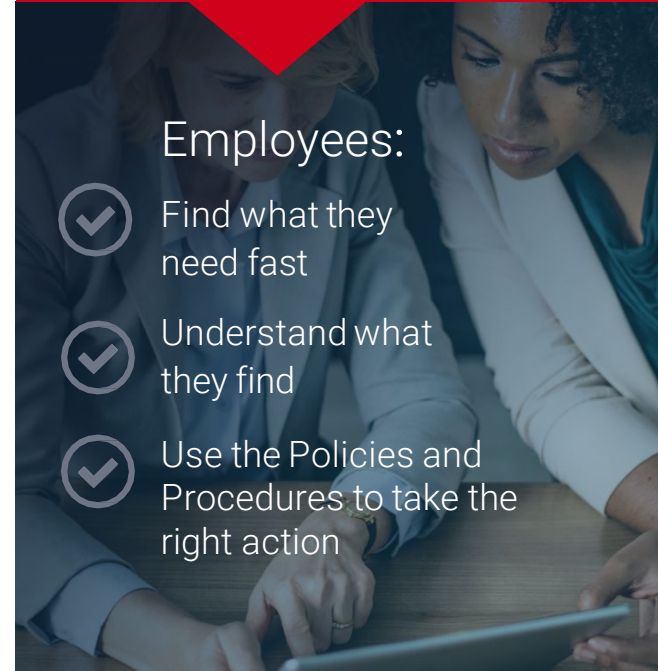 Employees:
Find what they
need fast
Understand what
they find
Use the Policies and
Procedures to take the
right action